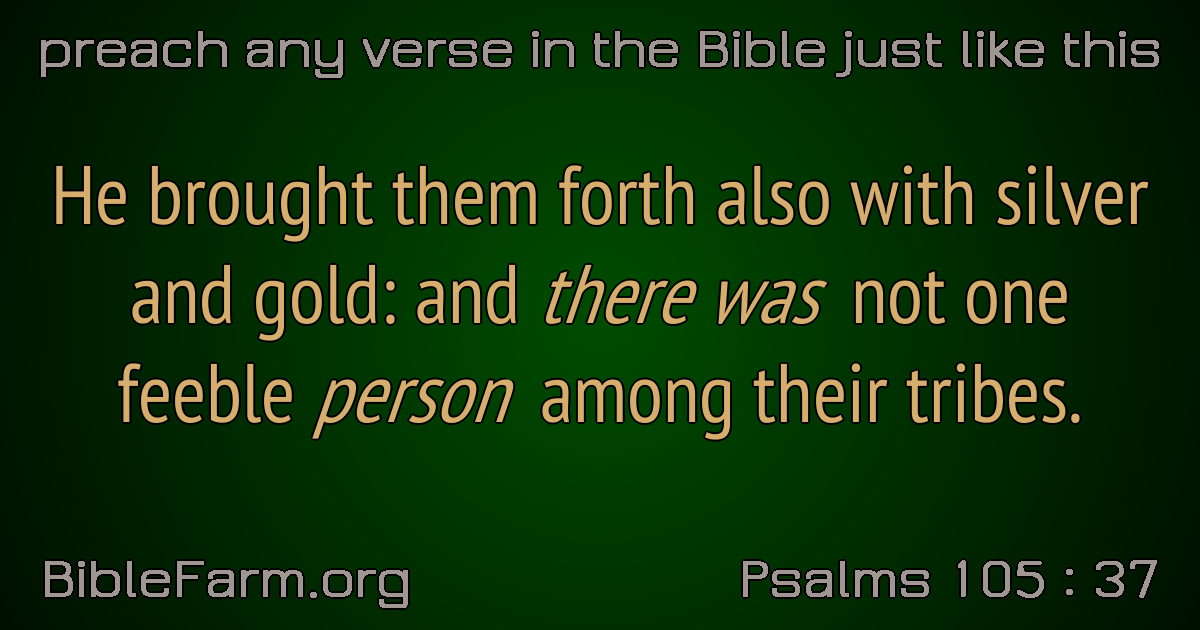 preach any verse in the Bible just like this
He brought them forth also with silver
and gold: and there was not one
feeble person among their tribes.
BibleFarm.org
Psalms 105 : 37